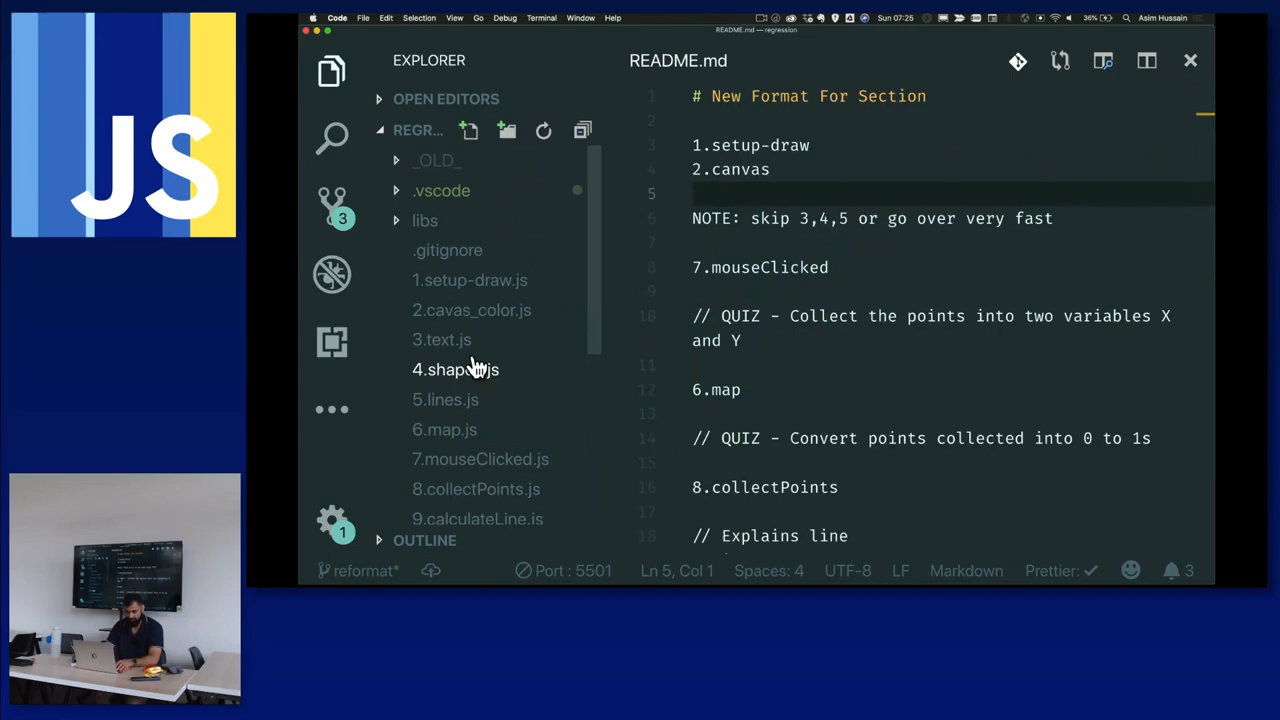 JS
Code File Edit Selection View Go Debug Terminal Window Help
Sun 07:25 36% Asim Hussain
README.md — regression
EXPLORER
README.md
OPEN EDITORS
REGR...
_OLD_
.vscode
libs
.gitignore
1.setup-draw.js
2.cavas_color.js
3.text.js
5.lines.js
6.map.js
7.mouseClicked.js
8.collectPoints.js
9.calculateLine.js
OUTLINE
3
1
1 # New Format For Section
2
3 1.setup-draw
4 2.canvas
5
6 NOTE: skip 3,4,5 or go over very fast
7
8 7.mouseClicked
9
10 // QUIZ - Collect the points into two variables X
and Y
11
12 6.map
13
14 // QUIZ - Convert points collected into 0 to 1s
15
16 8.collectPoints
17
18 // Explains line
reformat* Port : 5501 Ln 5, Col 1 Spaces: 4 UTF-8 LF Markdown Prettier: ✓ 3